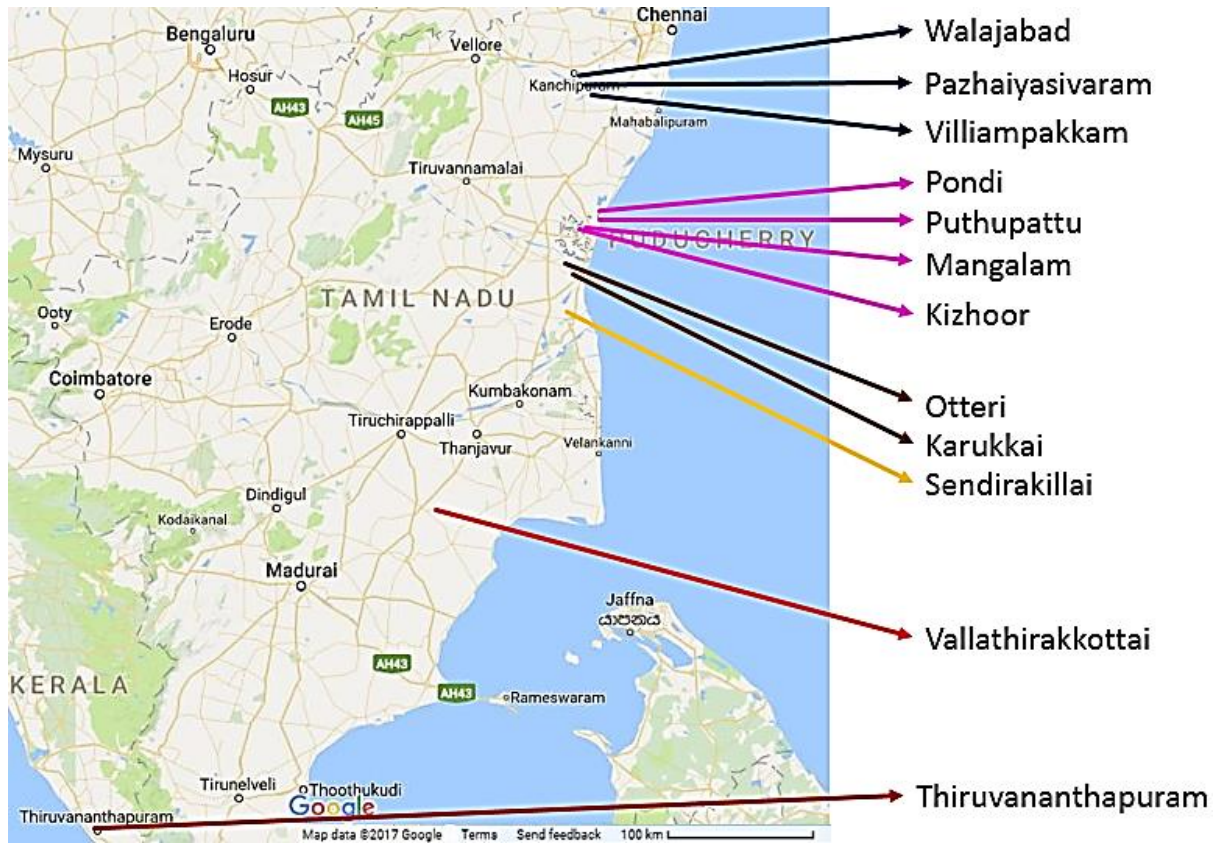 Chennai
Bengaluru
Vellore
Hosur
Kanchipuram
AH43
AH45
Mahabalipuram
Mysuru
Tiruvannamalai
PUDUCHERRY
TAMIL NADU
Ooty
Erode
Coimbatore
Kumbakonam
Tiruchirappalli
Thanjavur
Velankanni
Dindigul
Kodaikanal
Madurai
Jaffna
යාපනය
AH43
KERALA
AH43
Rameswaram
Tirunelveli
Thoothukudi
Google
Thiruvananthapuram
Map data ©2017 Google Terms Send feedback 100 km
Walajabad
Pazhaiyasivaram
Villiampakkam
Pondi
Puthupattu
Mangalam
Kizhoor
Otteri
Karukkai
Sendirakillai
Vallathirakkottai
Thiruvananthapuram